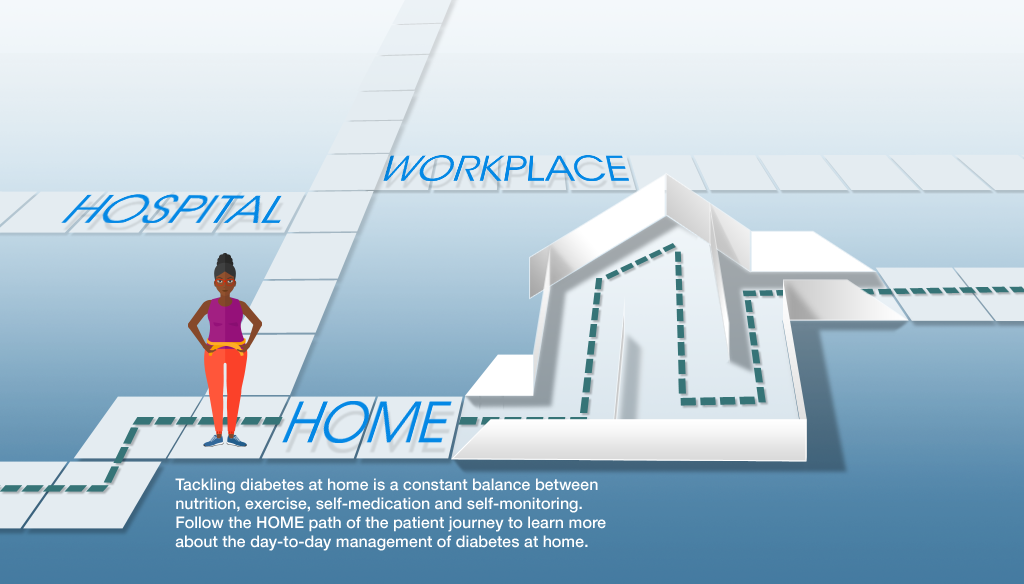 WORKPLACE
HOSPITAL
HOME
Tackling diabetes at home is a constant balance between
nutrition, exercise, self-medication and self-monitoring.
Follow the HOME path of the patient journey to learn more
about the day-to-day management of diabetes at home.